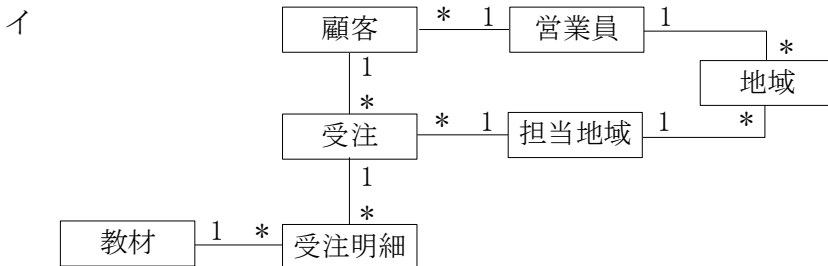 イ
顧客 * 1 営業員 1
1 *
地域
* *
受注 * 1 担当地域 1
1
*
教材 1 * 受注明細